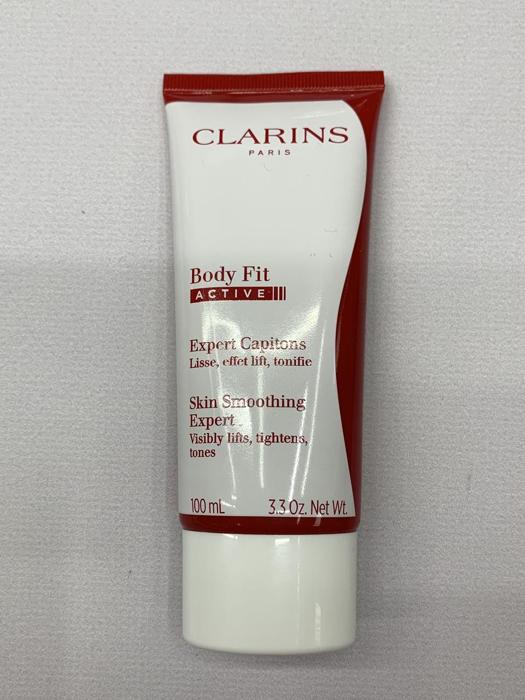 CLARINS
PARIS
Body Fit
ACTIVE
Expert Capitons
Lisse, effet lift, tonifie
Skin Smoothing
Expert
Visibly lifts, tightens,
tones
100 mL 3.3 Oz. Net Wt.